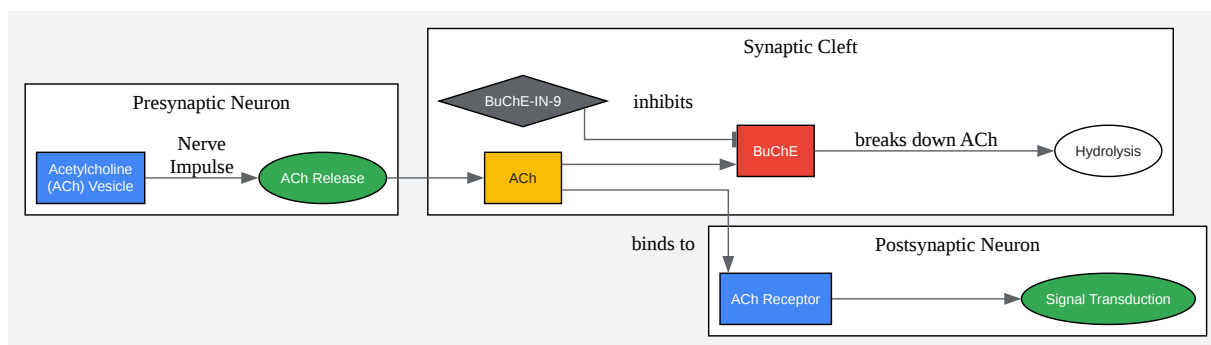 Synaptic Cleft
Presynaptic Neuron
BuChE-IN-9
inhibits
Nerve
Impulse
BuChE
breaks down ACh
Hydrolysis
Acetylcholine
(ACh) Vesicle
ACh Release
ACh
binds to
Postsynaptic Neuron
ACh Receptor
Signal Transduction